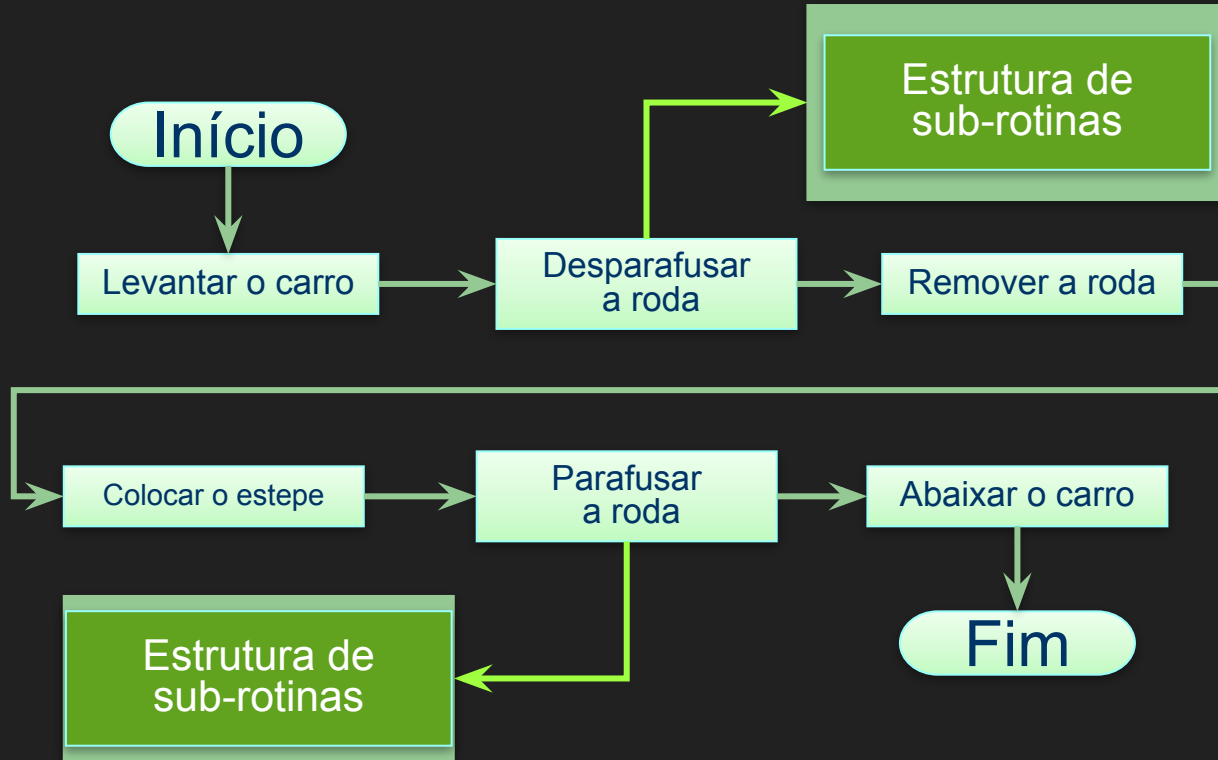 Início
Estrutura de
sub-rotinas
Levantar o carro
Desparafusar
a roda
Remover a roda
Colocar o estepe
Parafusar
a roda
Abaixar o carro
Estrutura de
sub-rotinas
Fim